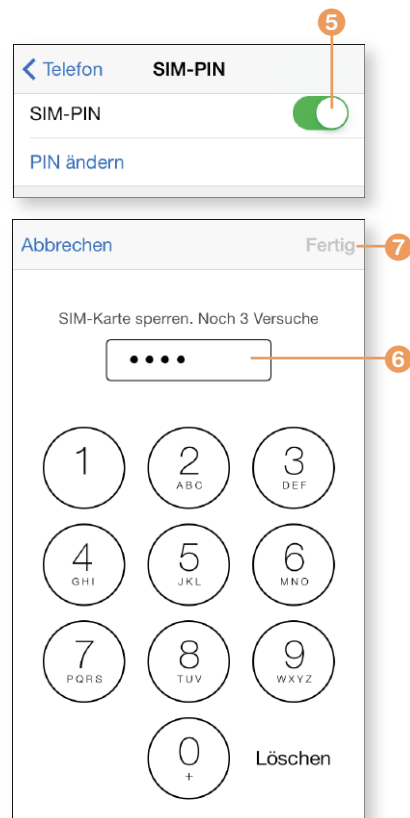 5
Telefon SIM-PIN
SIM-PIN
PIN ändern
Abbrechen Fertig 7
SIM-Karte sperren. Noch 3 Versuche
•••• 6
1 2 3
ABC DEF
4 5 6
GHI JKL MNO
7 8 9
PQRS TUV WXYZ
0 Löschen
+